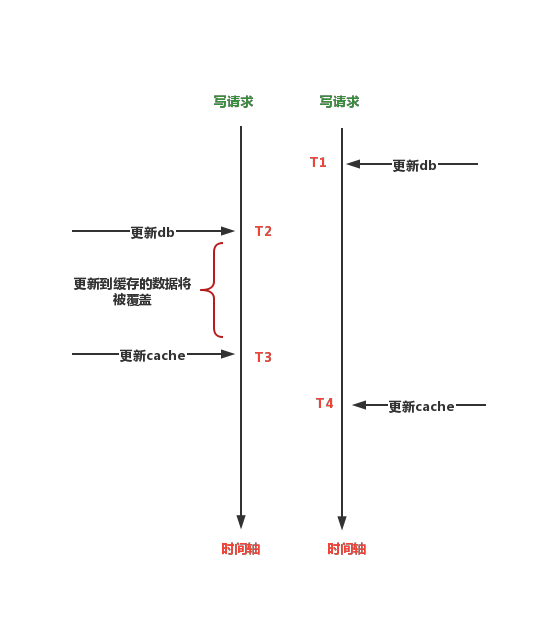 写请求
写请求
T1
更新db
更新db
T2
更新到缓存的数据将
被覆盖
更新cache
T3
T4
更新cache
时间轴
时间轴